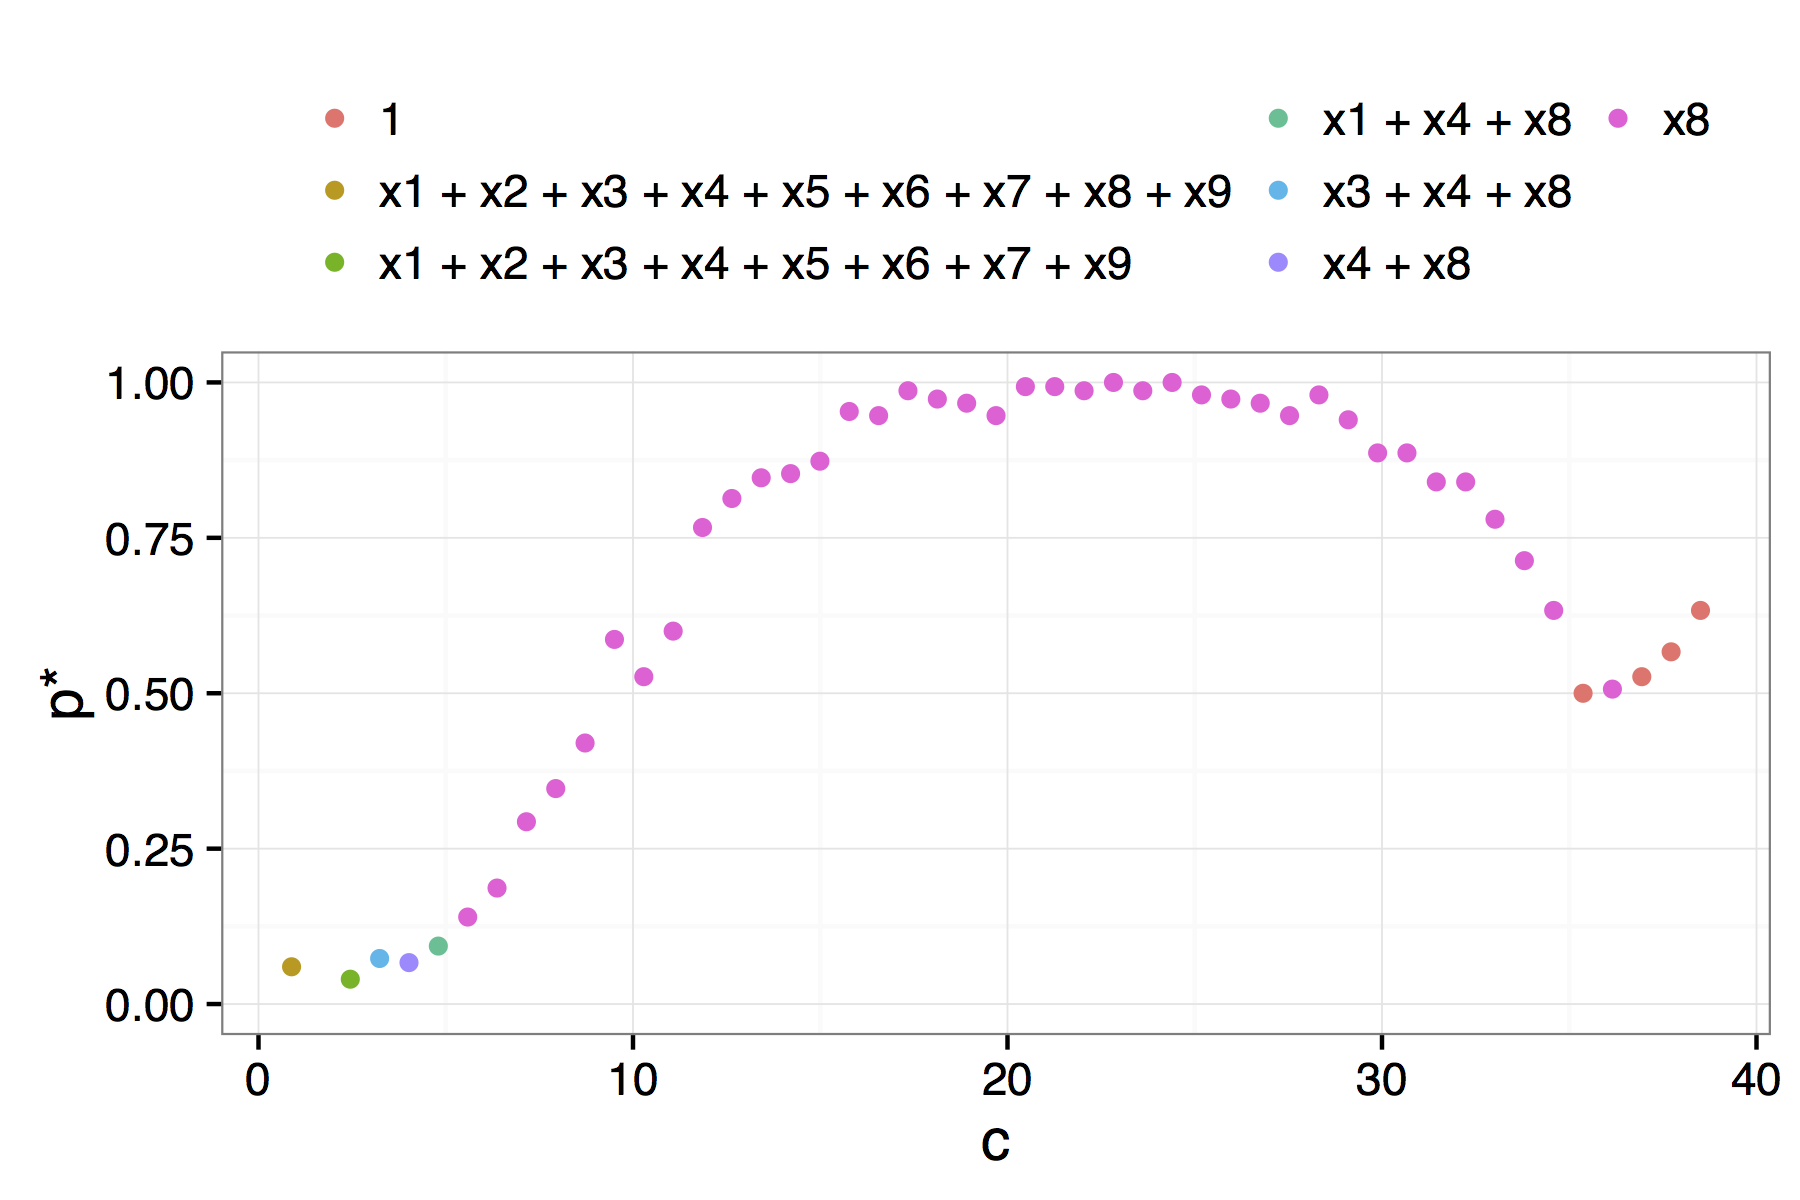 1
x1 + x4 + x8
x8
x1 + x2 + x3 + x4 + x5 + x6 + x7 + x8 + x9
x3 + x4 + x8
x1 + x2 + x3 + x4 + x5 + x6 + x7 + x9
x4 + x8
1.00
0.75
0.50
0.25
0.00
p*
0
10
20
30
40
c